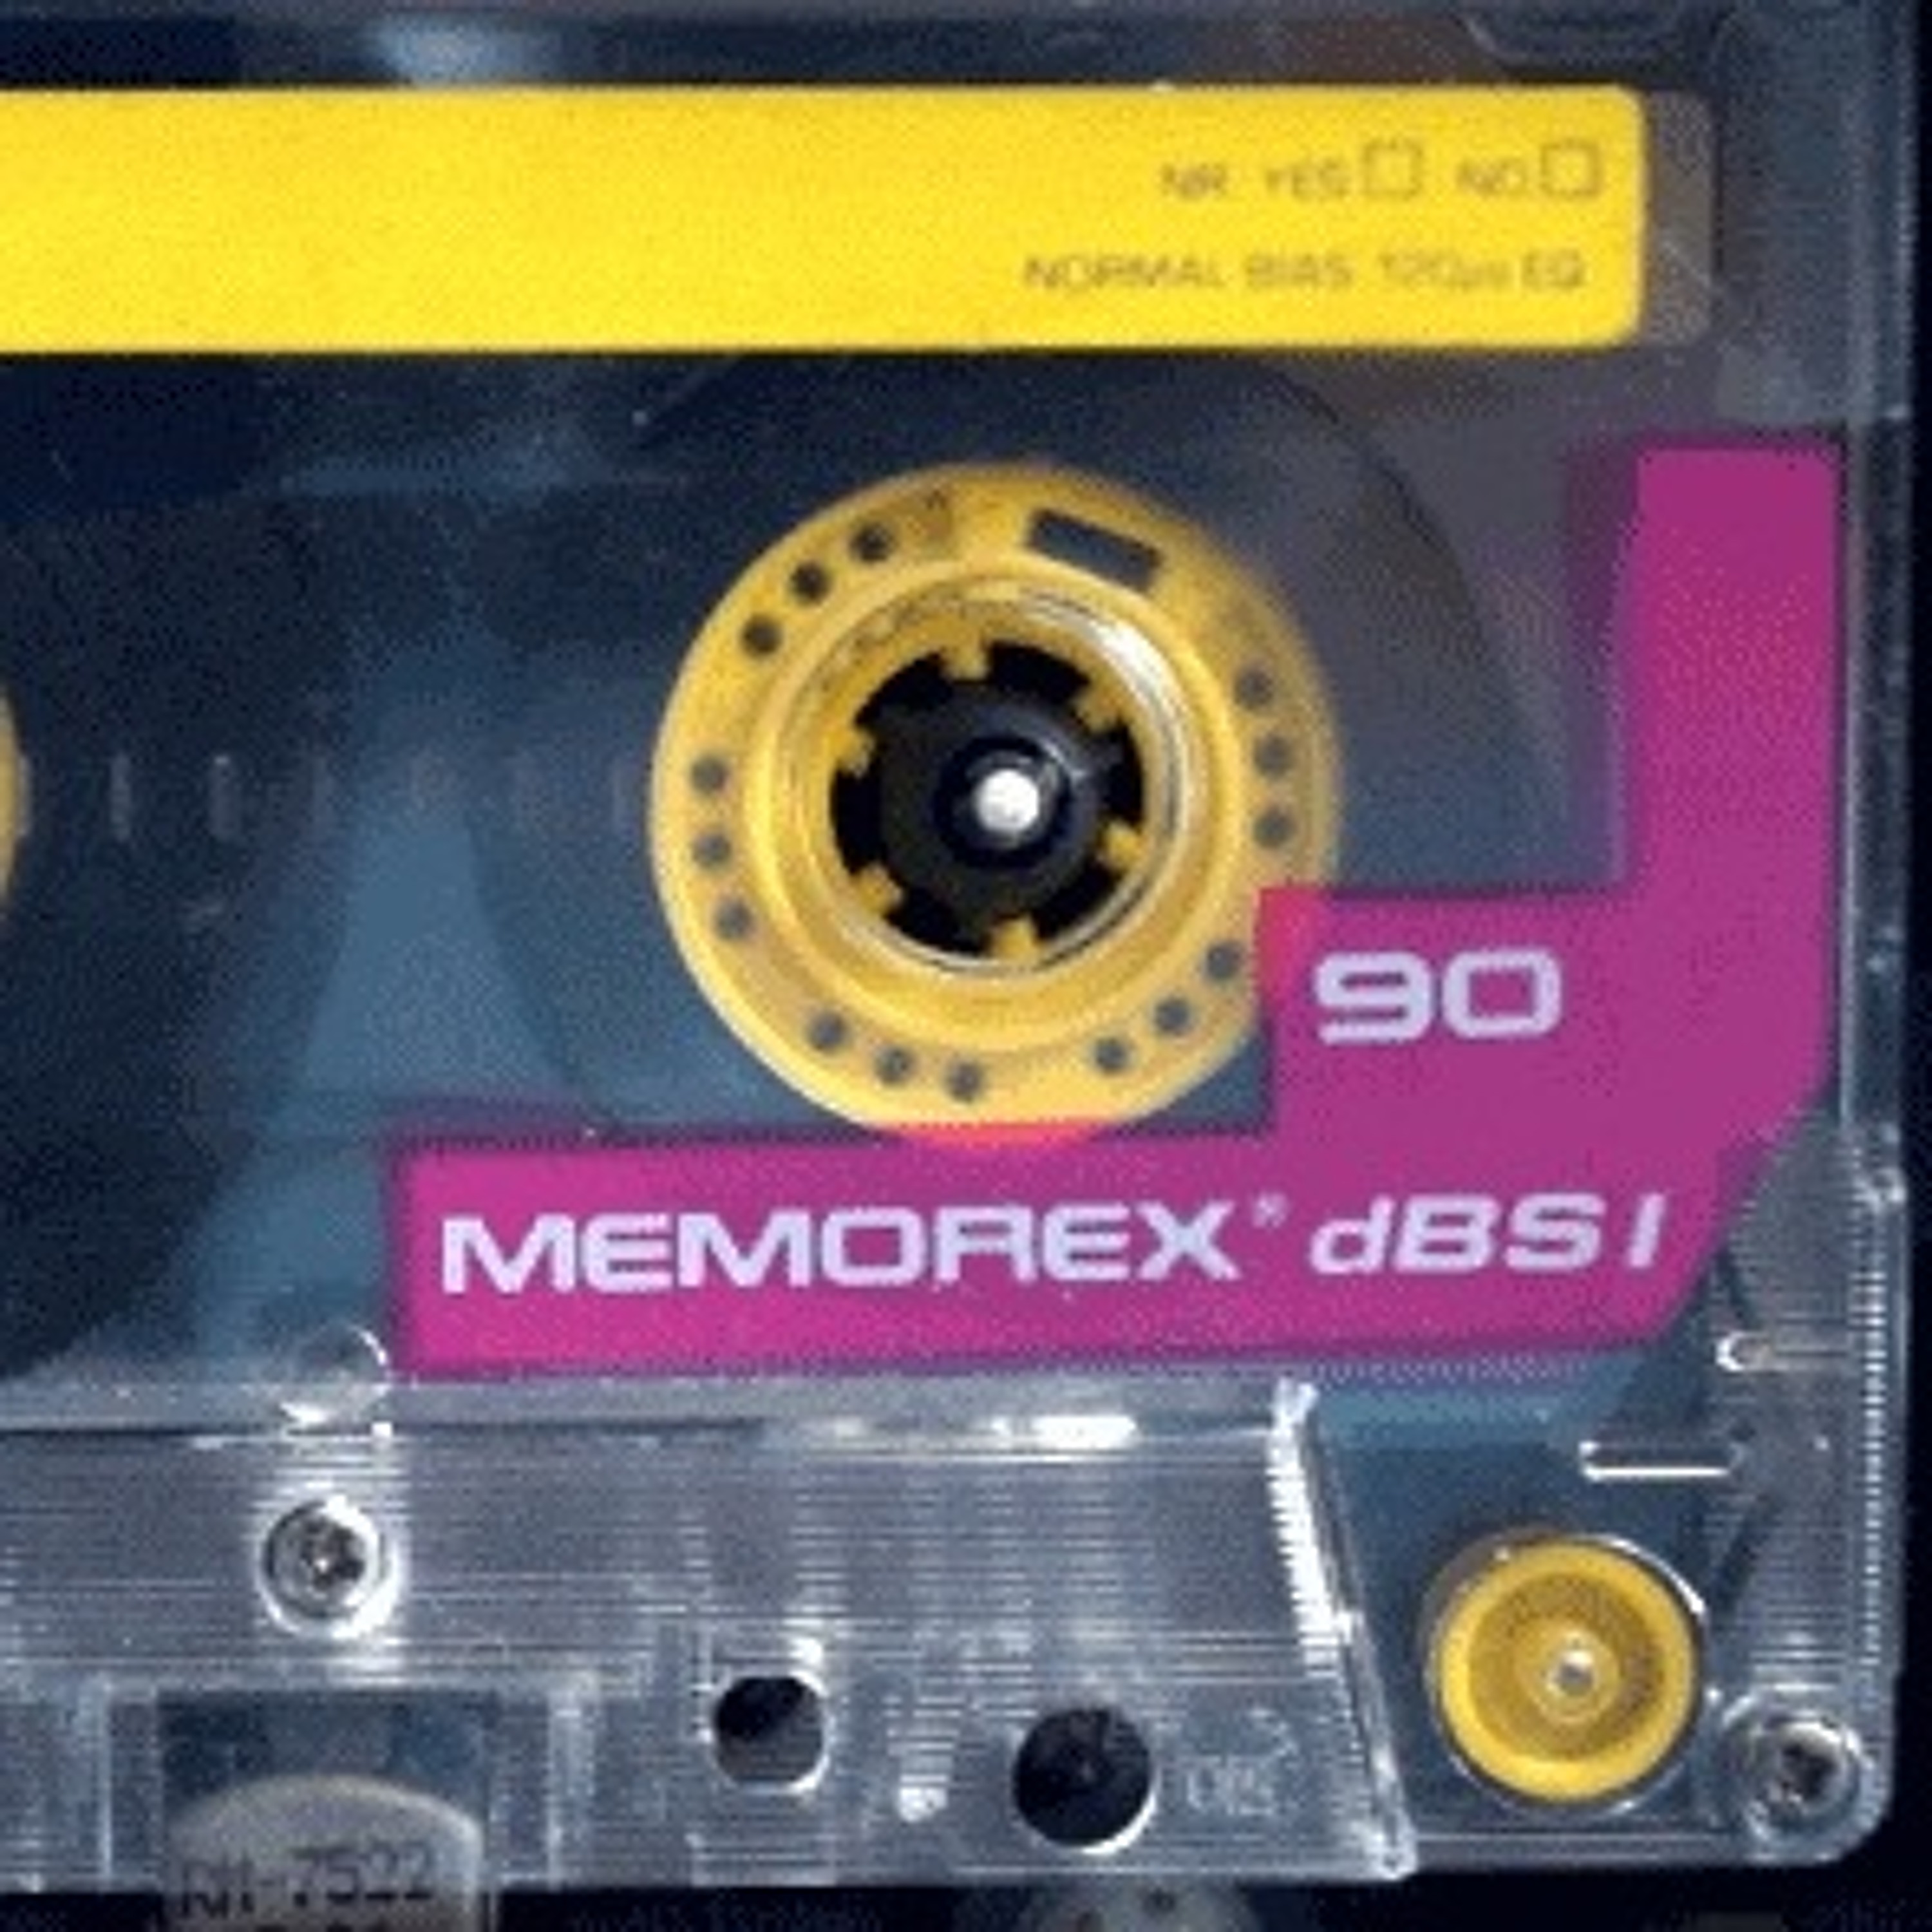 NR YES NO
NORMAL BIAS 120µs EQ
90
MEMOREX® dBS I